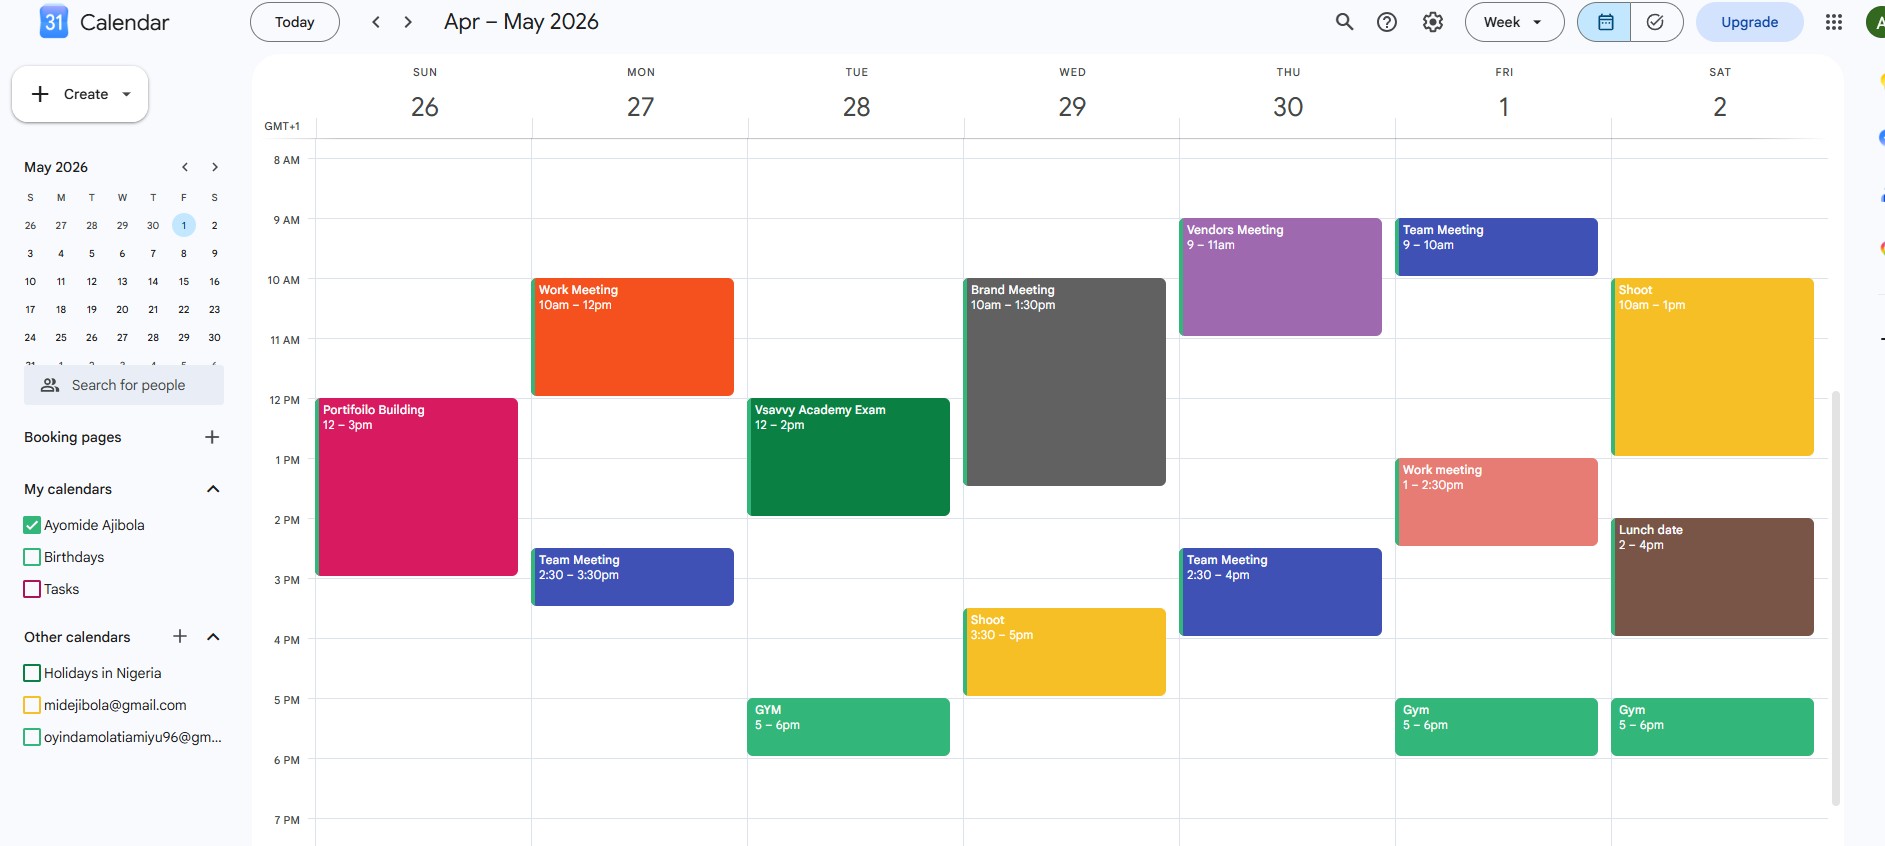 31 Calendar
Today
Apr – May 2026
Week
Upgrade
A
Create
May 2026
S M T W T F S
26 27 28 29 30 1 2
3 4 5 6 7 8 9
10 11 12 13 14 15 16
17 18 19 20 21 22 23
24 25 26 27 28 29 30
Search for people
Booking pages
My calendars
Ayomide Ajibola
Birthdays
Tasks
Other calendars
Holidays in Nigeria
midejibola@gmail.com
oyindamolatiamiyu96@gm...
SUN MON TUE WED THU FRI SAT
26 27 28 29 30 1 2
GMT+1
8 AM
9 AM
10 AM
11 AM
12 PM
1 PM
2 PM
3 PM
4 PM
5 PM
6 PM
7 PM
Portifoilo Building
12 – 3pm
Work Meeting
10am – 12pm
Team Meeting
2:30 – 3:30pm
Vsavvy Academy Exam
12 – 2pm
GYM
5 – 6pm
Brand Meeting
10am – 1:30pm
Shoot
3:30 – 5pm
Vendors Meeting
9 – 11am
Team Meeting
2:30 – 4pm
Team Meeting
9 – 10am
Work meeting
1 – 2:30pm
Gym
5 – 6pm
Shoot
10am – 1pm
Lunch date
2 – 4pm
Gym
5 – 6pm